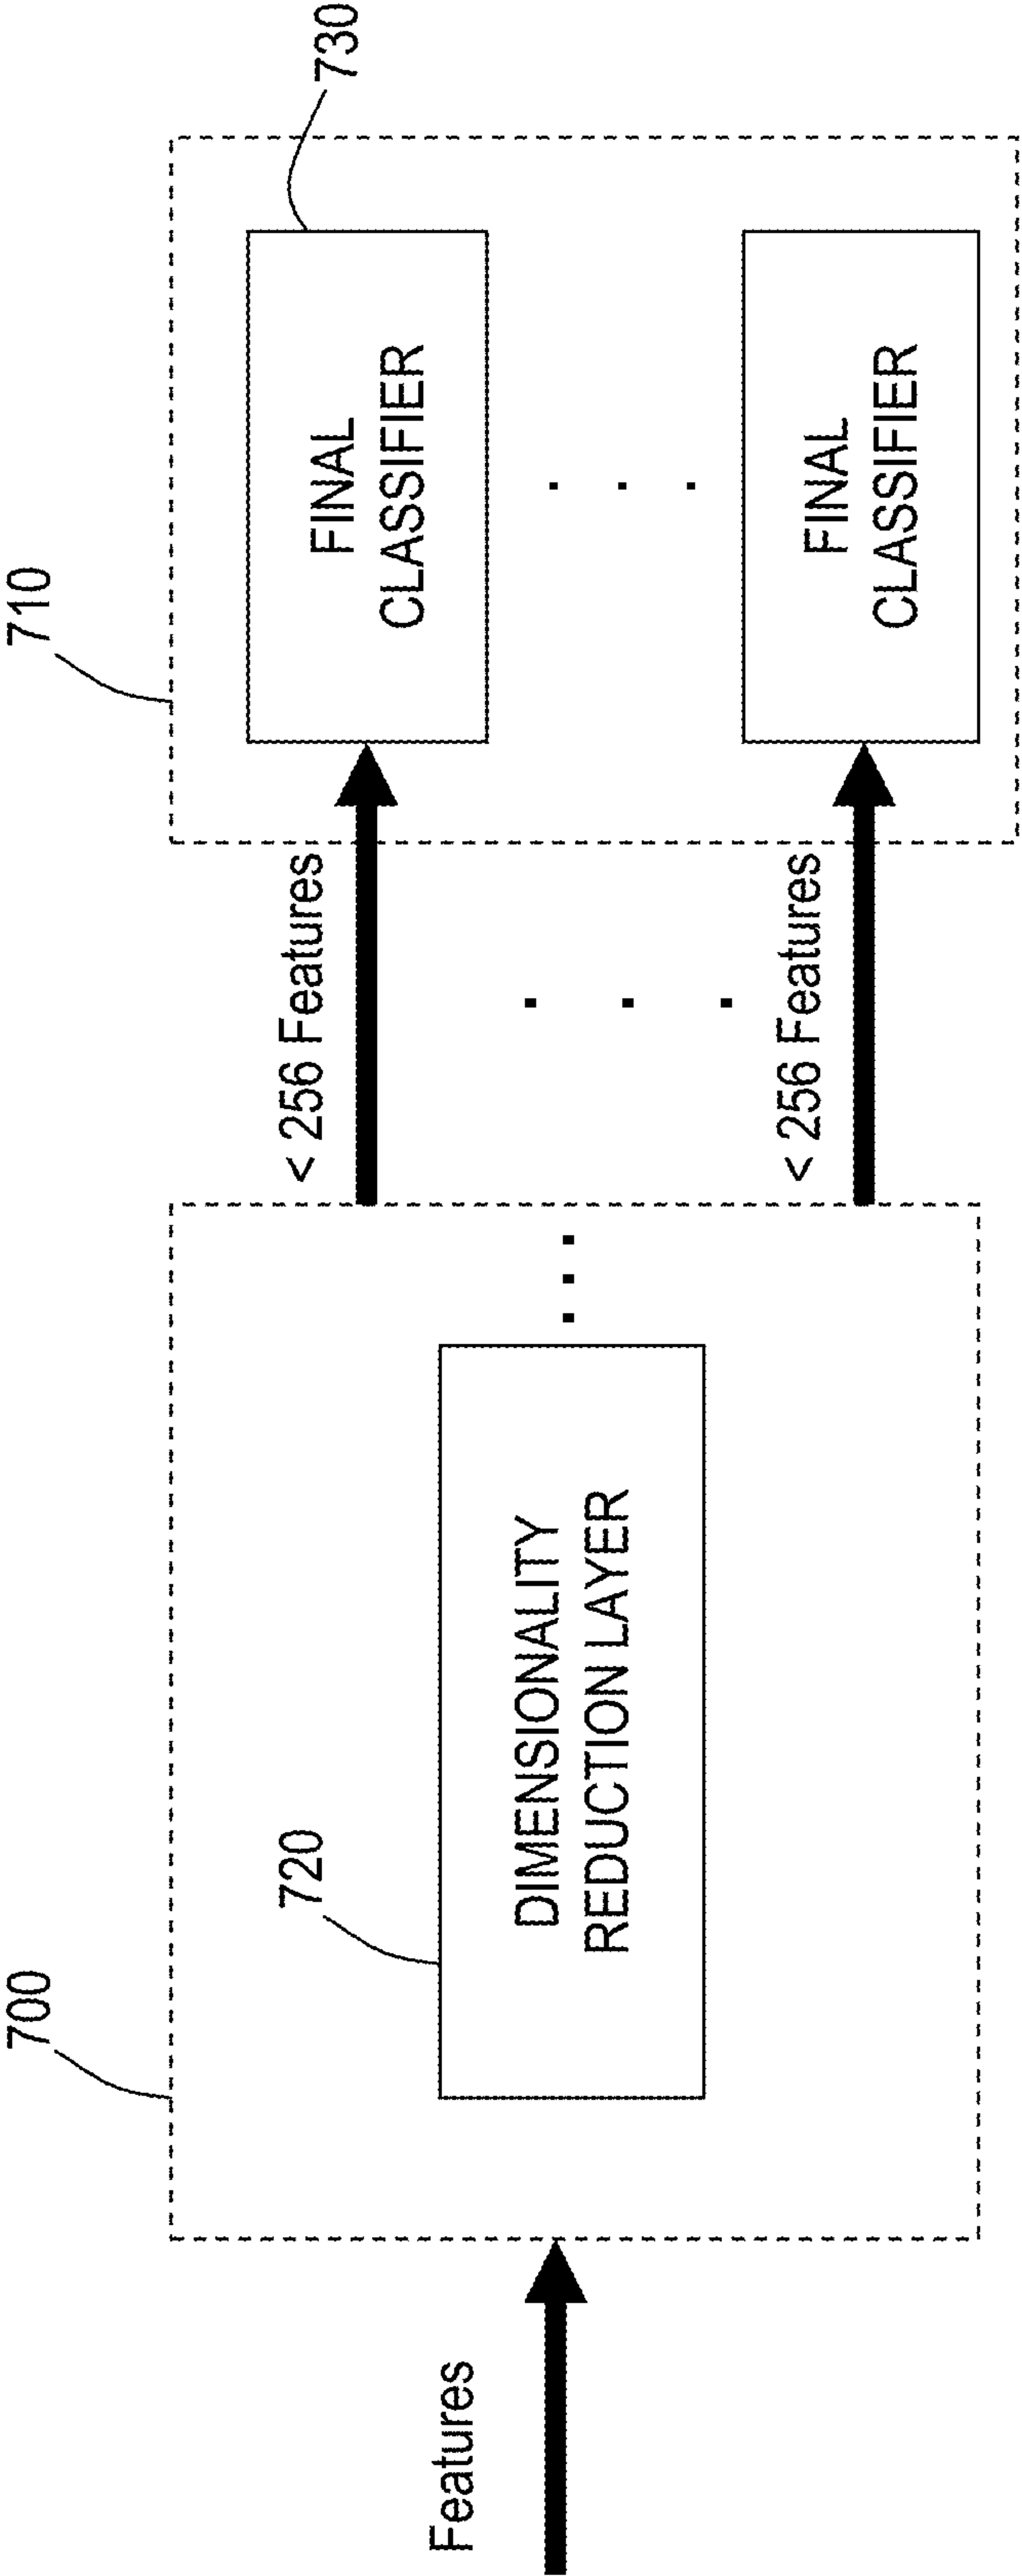 700
710
720
730
Features
DIMENSIONALITY
REDUCTION LAYER
< 256 Features
< 256 Features
FINAL
CLASSIFIER
FINAL
CLASSIFIER